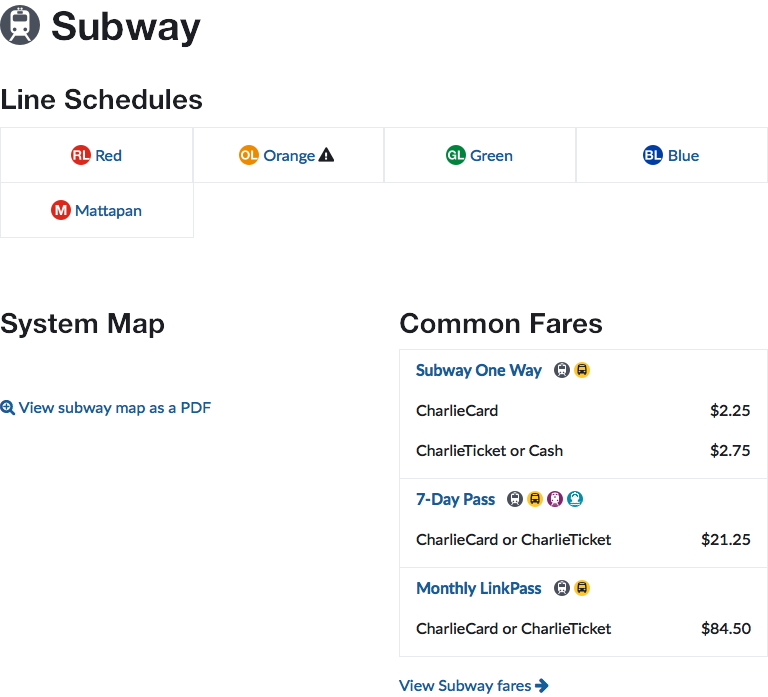 Subway
Line Schedules
RL Red
OL Orange
GL Green
BL Blue
M Mattapan
System Map
View subway map as a PDF
Common Fares
Subway One Way
CharlieCard $2.25
CharlieTicket or Cash $2.75
7-Day Pass
CharlieCard or CharlieTicket $21.25
Monthly LinkPass
CharlieCard or CharlieTicket $84.50
View Subway fares